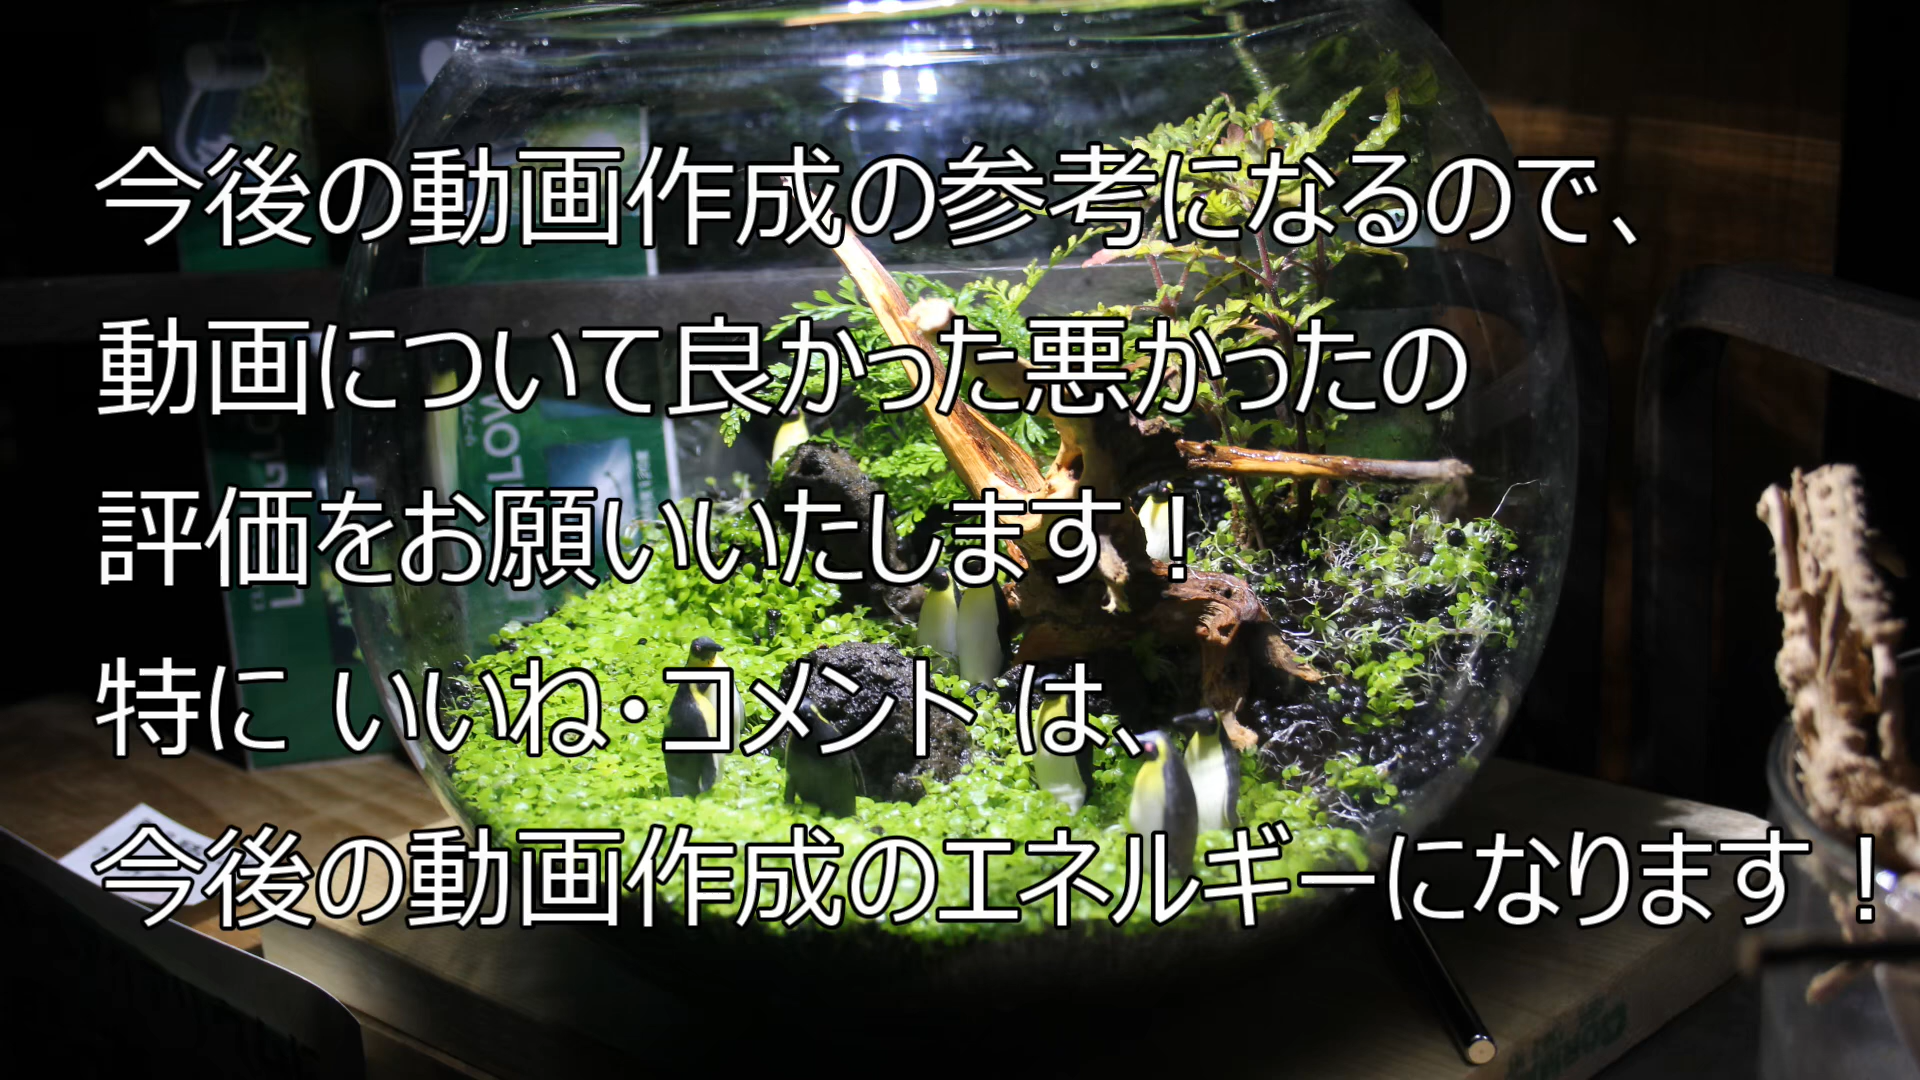 今後の動画作成の参考になるので、
動画について良かった悪かったの
評価をお願いいたします！
特に いいね・コメント は、
今後の動画作成のエネルギーになります！